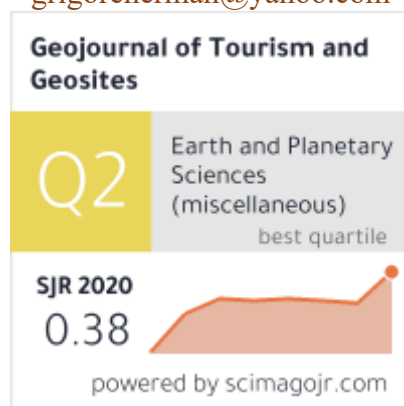 Geojournal of Tourism and
Geosites
Q2
Earth and Planetary
Sciences
(miscellaneous)
best quartile
SJR 2020
0.38
powered by scimagojr.com